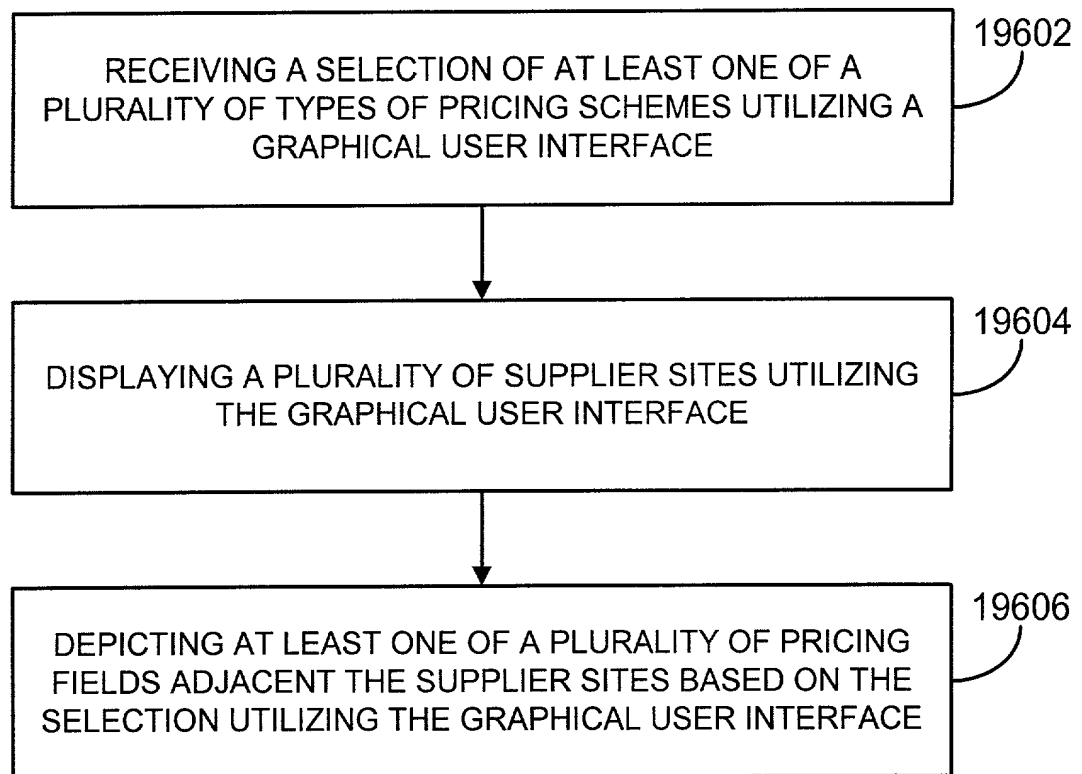 19602
RECEIVING A SELECTION OF AT LEAST ONE OF A
PLURALITY OF TYPES OF PRICING SCHEMES UTILIZING A
GRAPHICAL USER INTERFACE
19604
DISPLAYING A PLURALITY OF SUPPLIER SITES UTILIZING
THE GRAPHICAL USER INTERFACE
19606
DEPICTING AT LEAST ONE OF A PLURALITY OF PRICING
FIELDS ADJACENT THE SUPPLIER SITES BASED ON THE
SELECTION UTILIZING THE GRAPHICAL USER INTERFACE